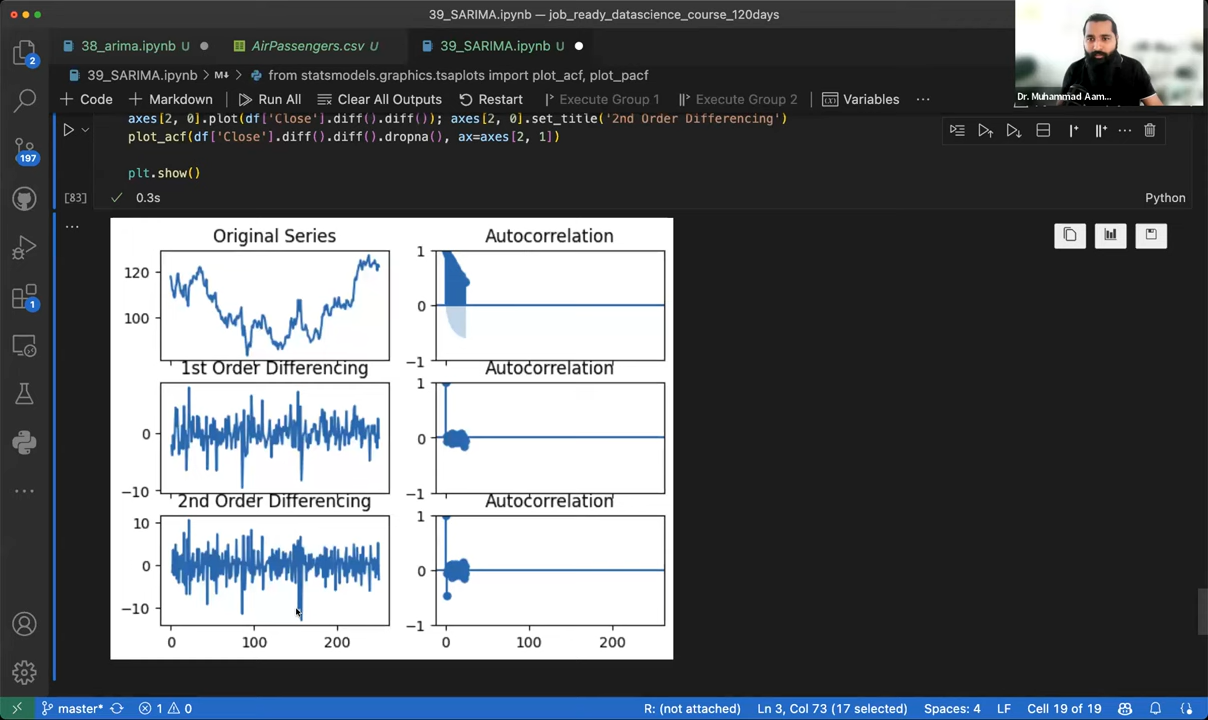 39_SARIMA.ipynb — job_ready_datascience_course_120days
38_arima.ipynb U
AirPassengers.csv U
39_SARIMA.ipynb U
39_SARIMA.ipynb > M↓ > from statsmodels.graphics.tsaplots import plot_acf, plot_pacf
Dr. Muhammad Aam...
+ Code + Markdown Run All Clear All Outputs Restart Execute Group 1 Execute Group 2 Variables ...
axes[2, 0].plot(df['Close'].diff().diff()); axes[2, 0].set_title('2nd Order Differencing')
plot_acf(df['Close'].diff().diff().dropna(), ax=axes[2, 1])
plt.show()
[83] ✓ 0.3s Python
2
197
1
Original Series
120
100
Autocorrelation
1
0
−1
1st Order Differencing
0
−10
Autocorrelation
1
0
−1
2nd Order Differencing
10
0
−10
0 100 200
Autocorrelation
1
0
−1
0 100 200
master* 1 0 R: (not attached) Ln 3, Col 73 (17 selected) Spaces: 4 LF Cell 19 of 19